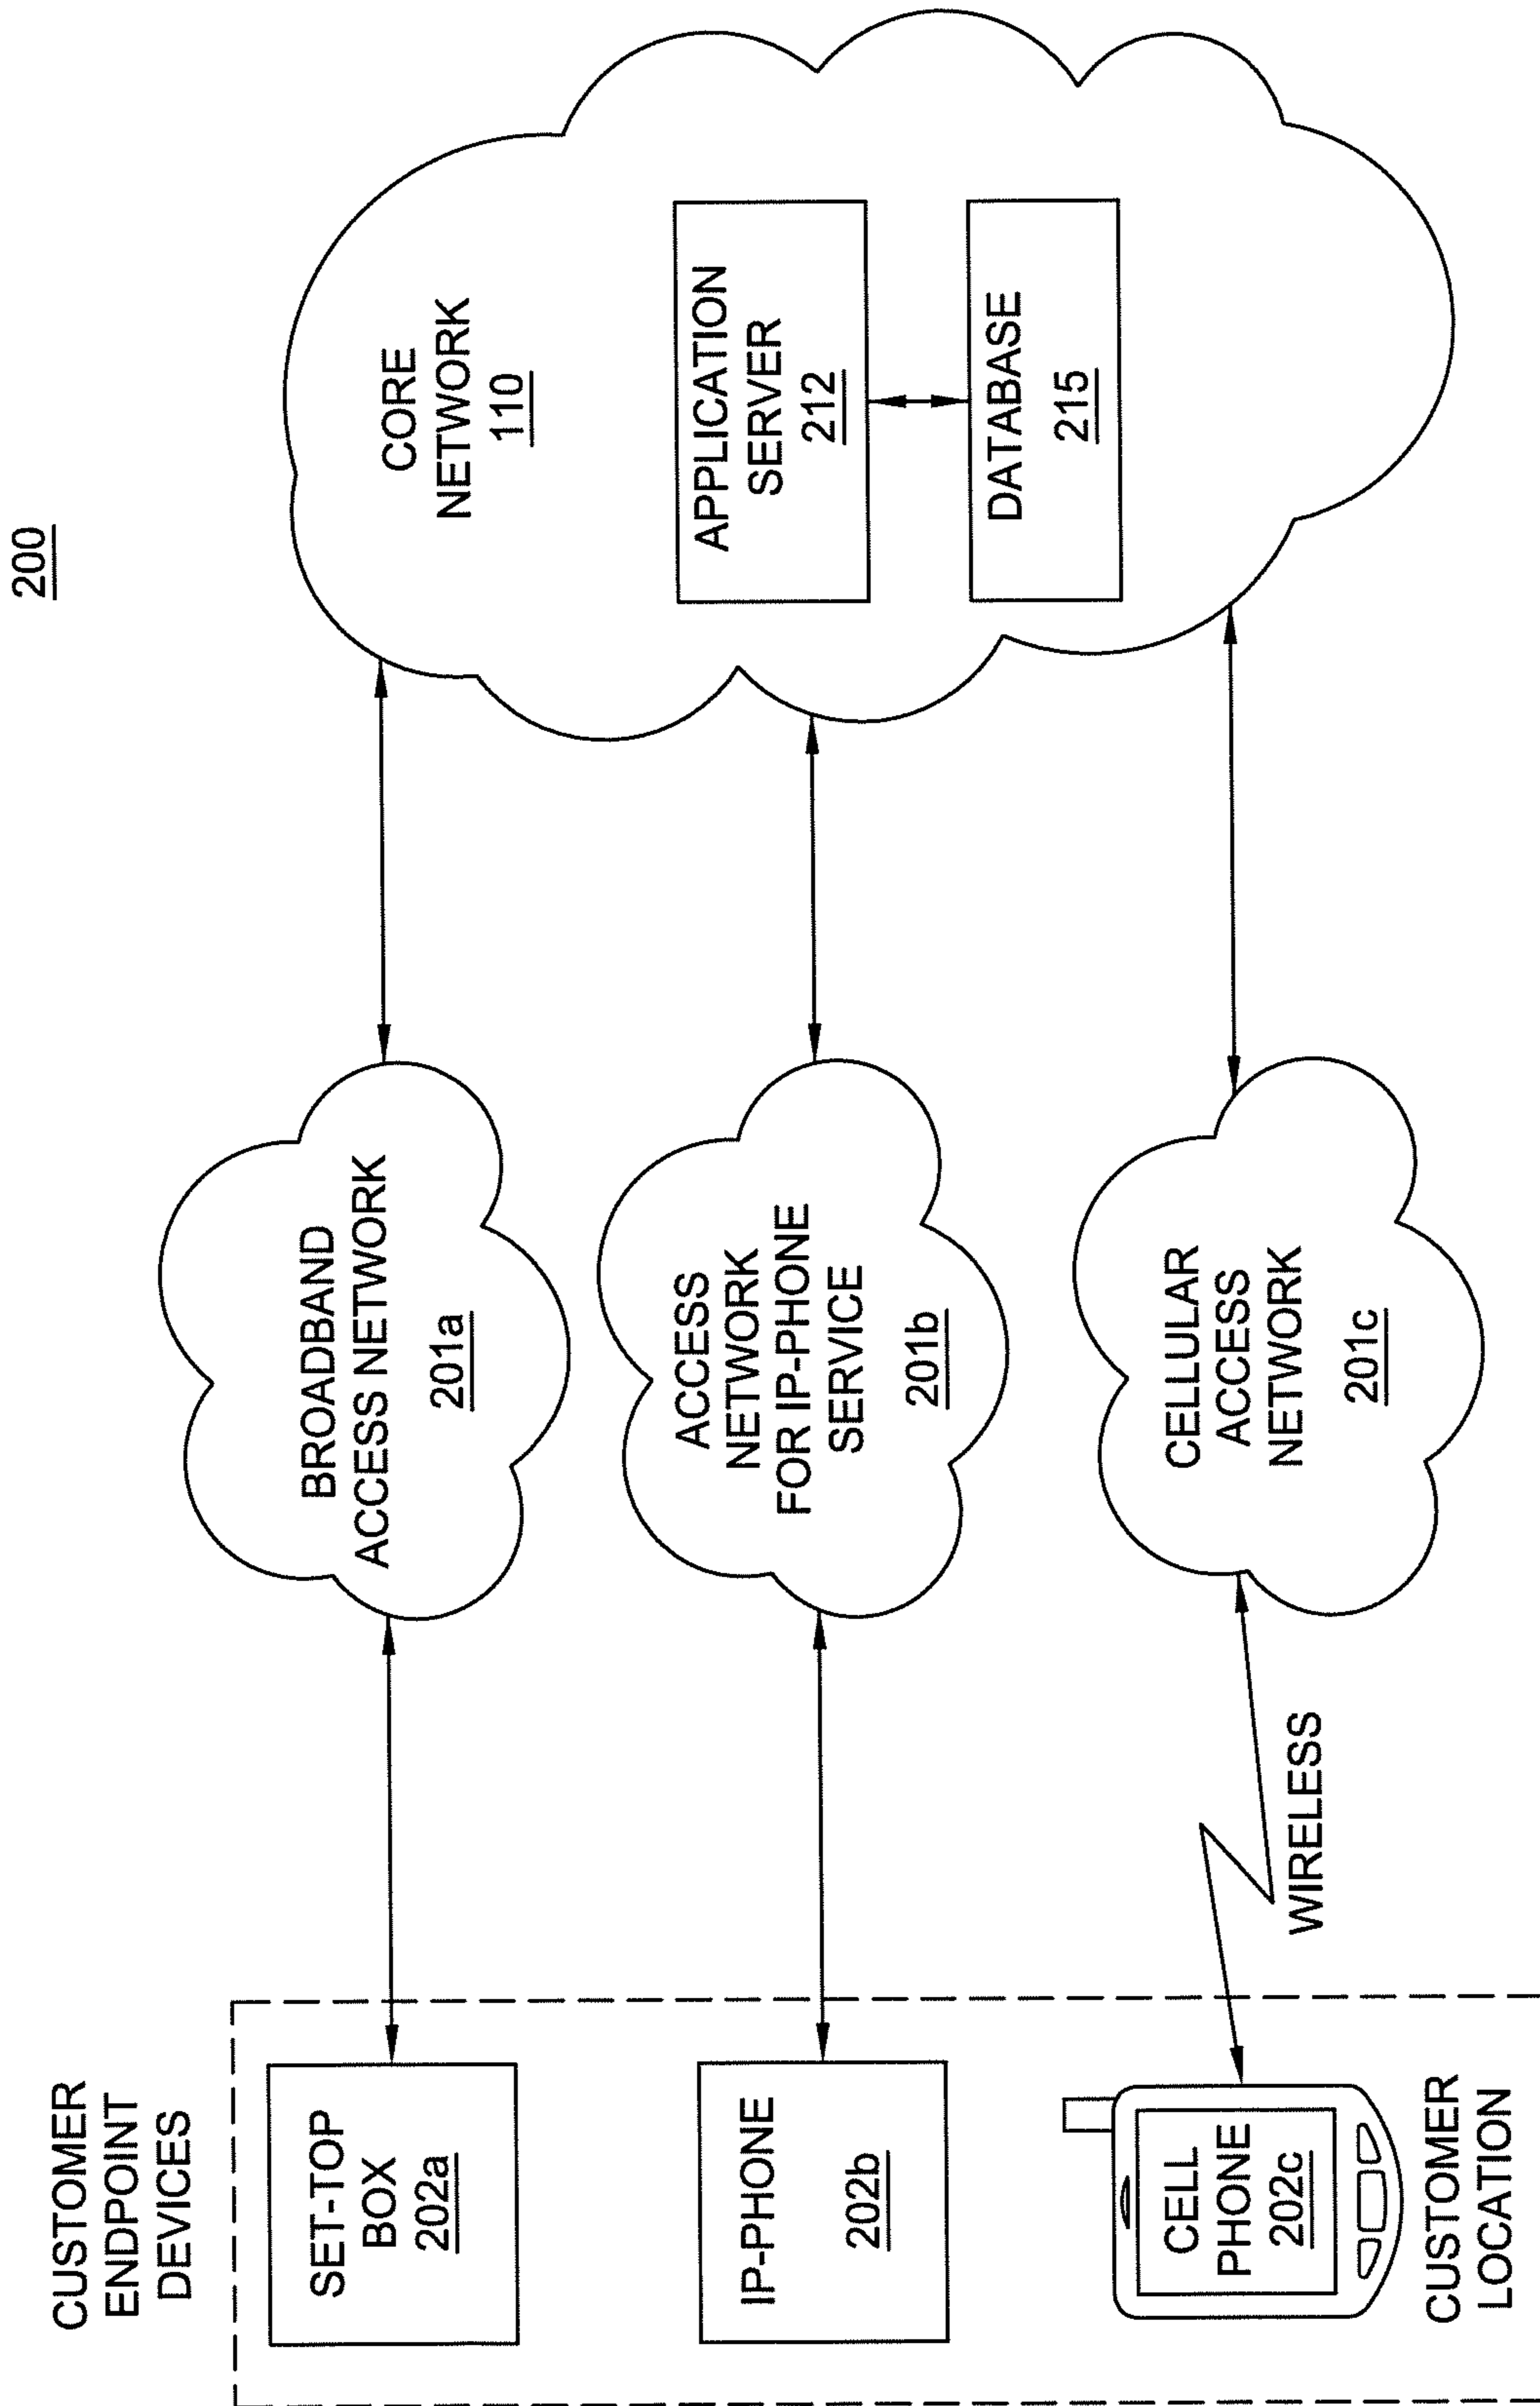 200
CUSTOMER
ENDPOINT
DEVICES
SET-TOP
BOX
202a
BROADBAND
ACCESS NETWORK
201a
CORE
NETWORK
110
IP-PHONE
202b
ACCESS
NETWORK
FOR IP-PHONE
SERVICE
201b
APPLICATION
SERVER
212
DATABASE
215
CELL
PHONE
202c
WIRELESS
CELLULAR
ACCESS
NETWORK
201c
CUSTOMER
LOCATION